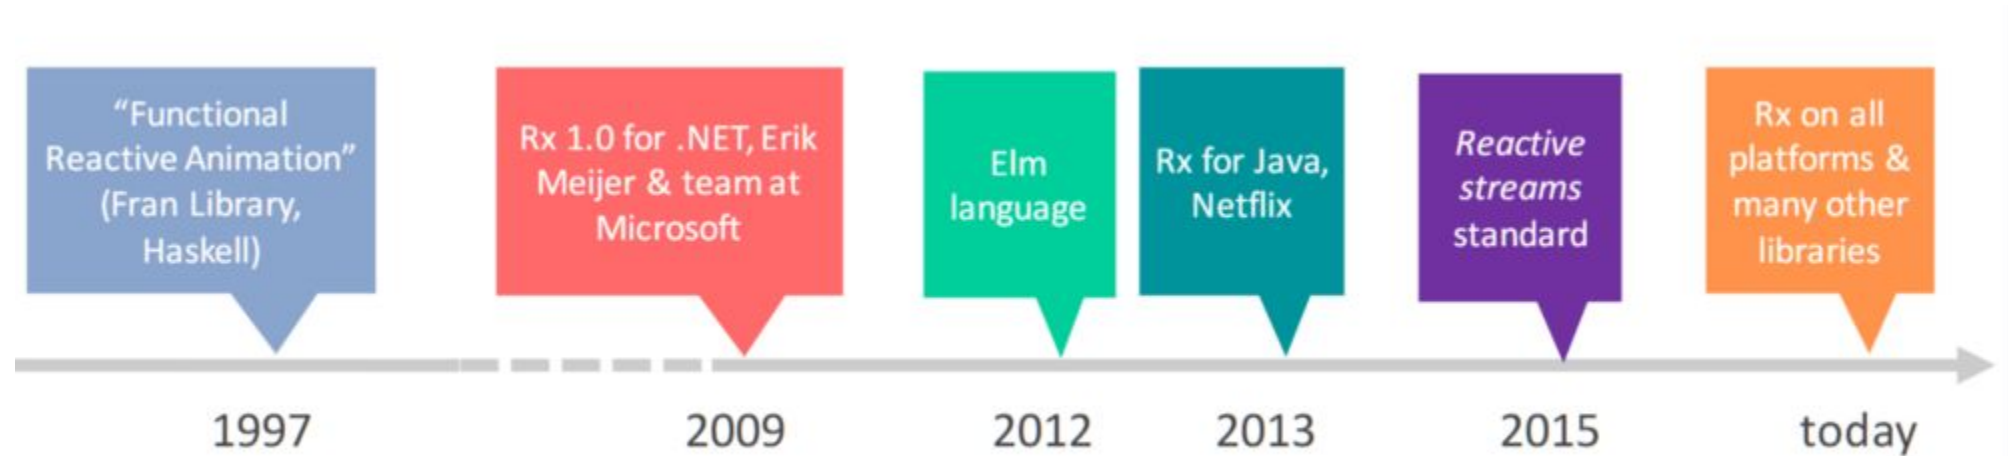 “Functional
Reactive Animation”
(Fran Library,
Haskell)
Rx 1.0 for .NET, Erik
Meijer & team at
Microsoft
Elm
language
Rx for Java,
Netflix
Reactive
streams
standard
Rx on all
platforms &
many other
libraries
1997
2009
2012
2013
2015
today